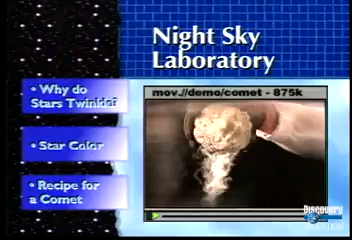 Night Sky
Laboratory
• Why do
Stars Twinkle?
• Star Color
• Recipe for
a Comet
mov.//demo/comet - 875k
DISCOVERY